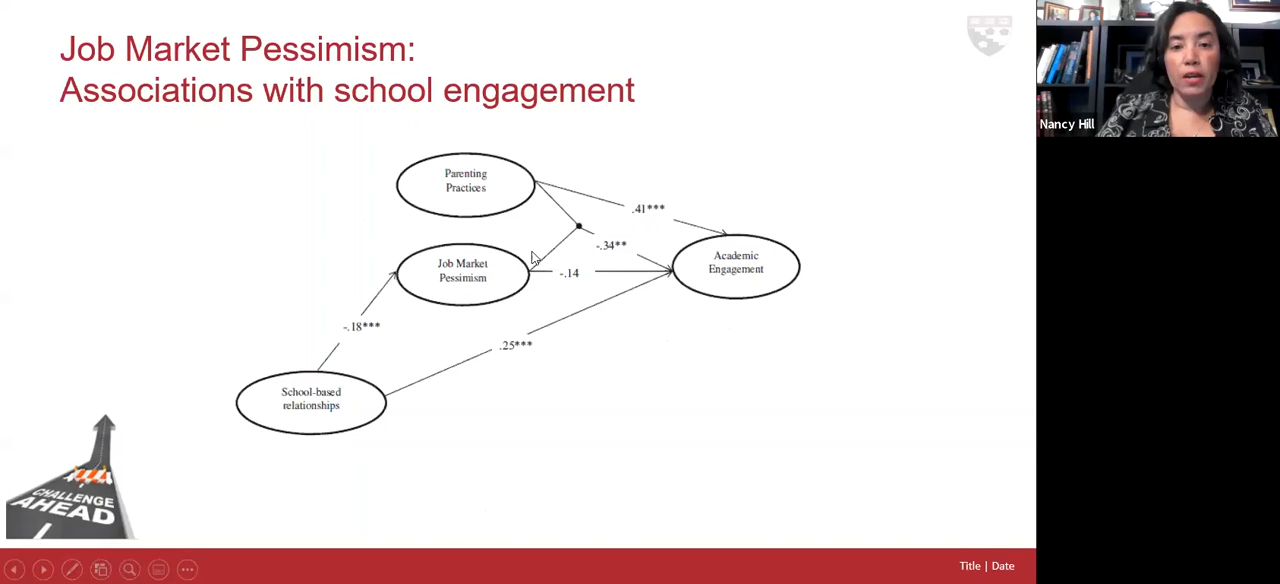 Job Market Pessimism:
Associations with school engagement
Nancy Hill
Parenting
Practices
.41***
-.34**
Academic
Engagement
Job Market
Pessimism
-.14
-.18***
.25***
School-based
relationships
CHALLENGE
AHEAD
Title | Date